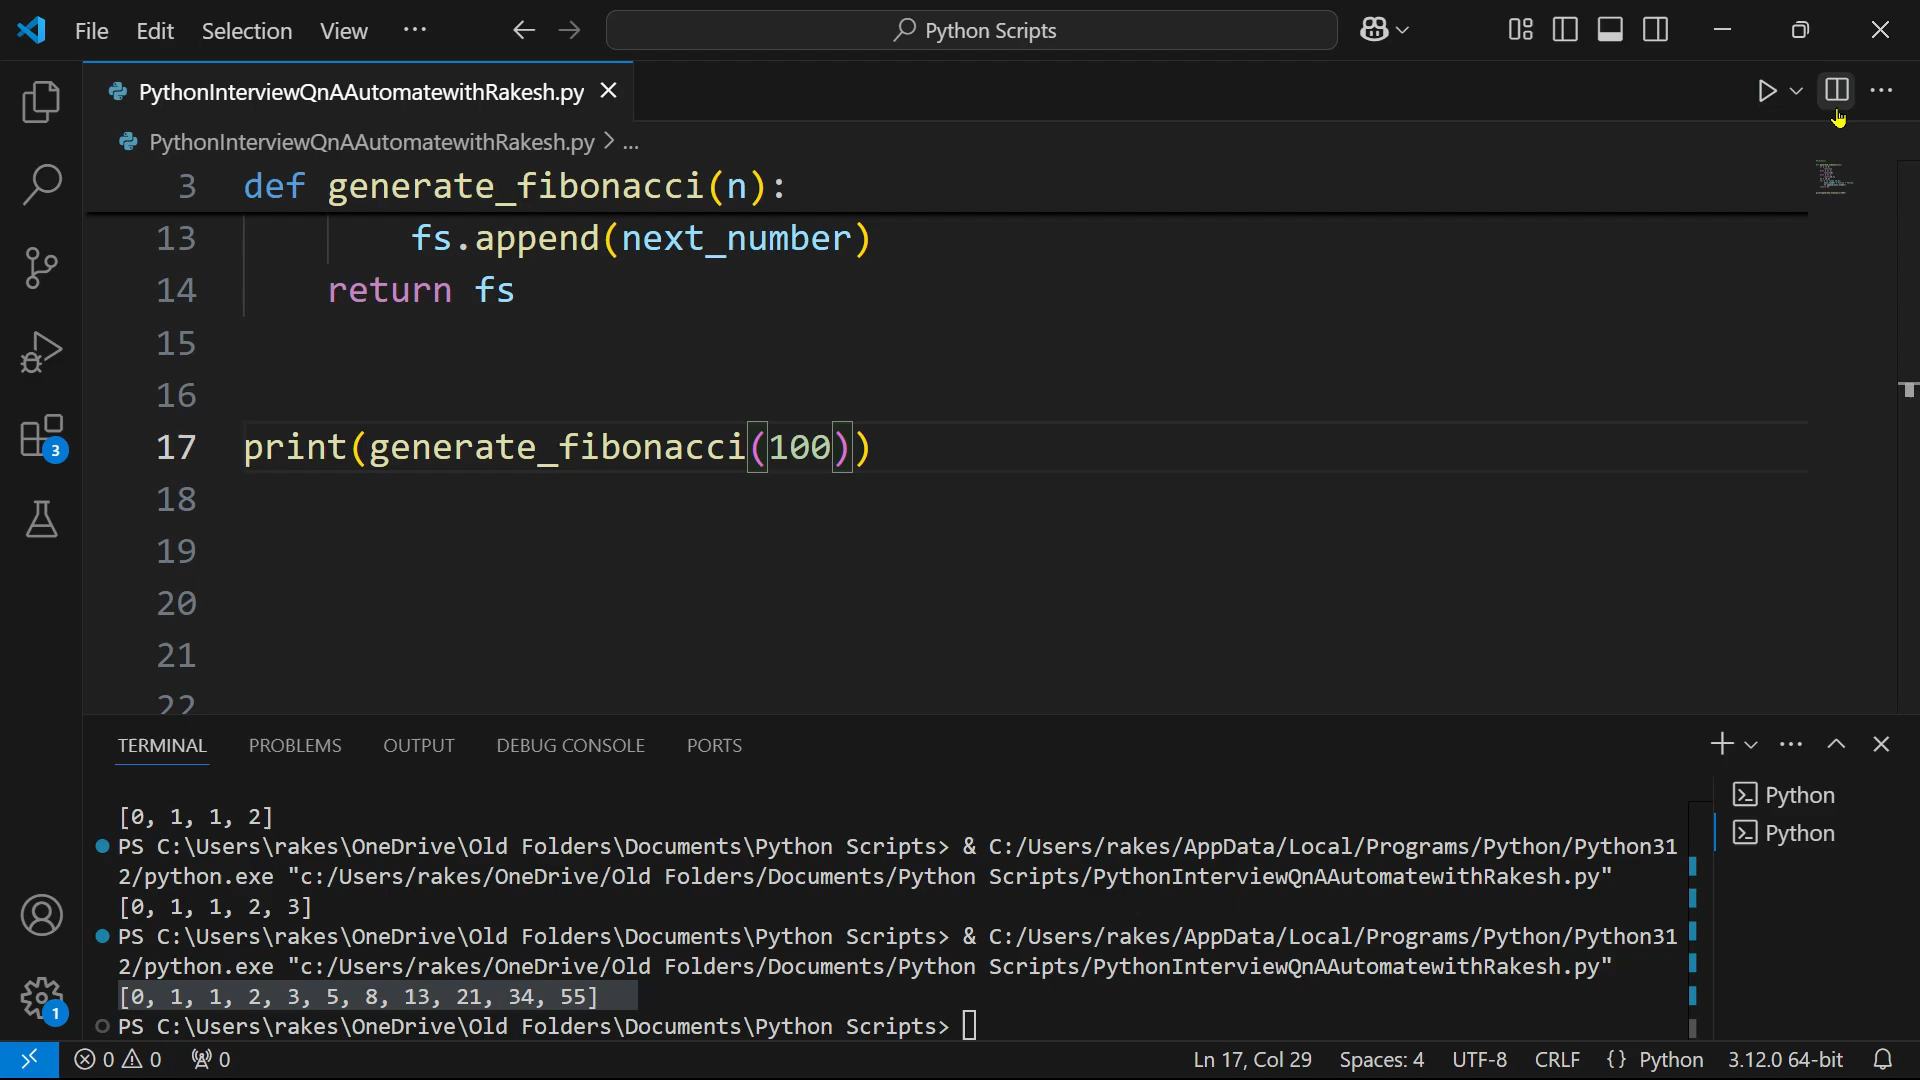 File Edit Selection View ··· Python Scripts
PythonInterviewQnAAutomatewithRakesh.py
PythonInterviewQnAAutomatewithRakesh.py > ...
3 def generate_fibonacci(n):
13 fs.append(next_number)
14 return fs
15
16
17 print(generate_fibonacci(100))
18
19
20
21
22
3
TERMINAL PROBLEMS OUTPUT DEBUG CONSOLE PORTS
[0, 1, 1, 2]
PS C:\Users\rakes\OneDrive\Old Folders\Documents\Python Scripts> & C:/Users/rakes/AppData/Local/Programs/Python/Python31
2/python.exe "c:/Users/rakes/OneDrive/Old Folders/Documents/Python Scripts/PythonInterviewQnAAutomatewithRakesh.py"
[0, 1, 1, 2, 3]
PS C:\Users\rakes\OneDrive\Old Folders\Documents\Python Scripts> & C:/Users/rakes/AppData/Local/Programs/Python/Python31
2/python.exe "c:/Users/rakes/OneDrive/Old Folders/Documents/Python Scripts/PythonInterviewQnAAutomatewithRakesh.py"
[0, 1, 1, 2, 3, 5, 8, 13, 21, 34, 55]
PS C:\Users\rakes\OneDrive\Old Folders\Documents\Python Scripts>
Python
Python
1
0 0 0 Ln 17, Col 29 Spaces: 4 UTF-8 CRLF {} Python 3.12.0 64-bit